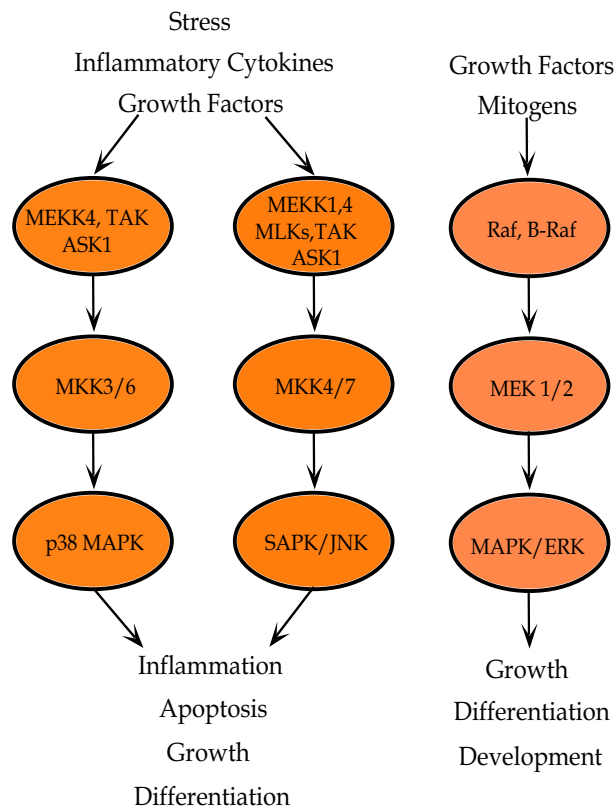 Stress
Inflammatory Cytokines
Growth Factors
Growth Factors
Mitogens
MEKK4, TAK
ASK1
MEKK1,4
MLKs,TAK
ASK1
Raf, B-Raf
MKK3/6
MKK4/7
MEK 1/2
p38 MAPK
SAPK/JNK
MAPK/ERK
Inflammation
Apoptosis
Growth
Differentiation
Growth
Differentiation
Development